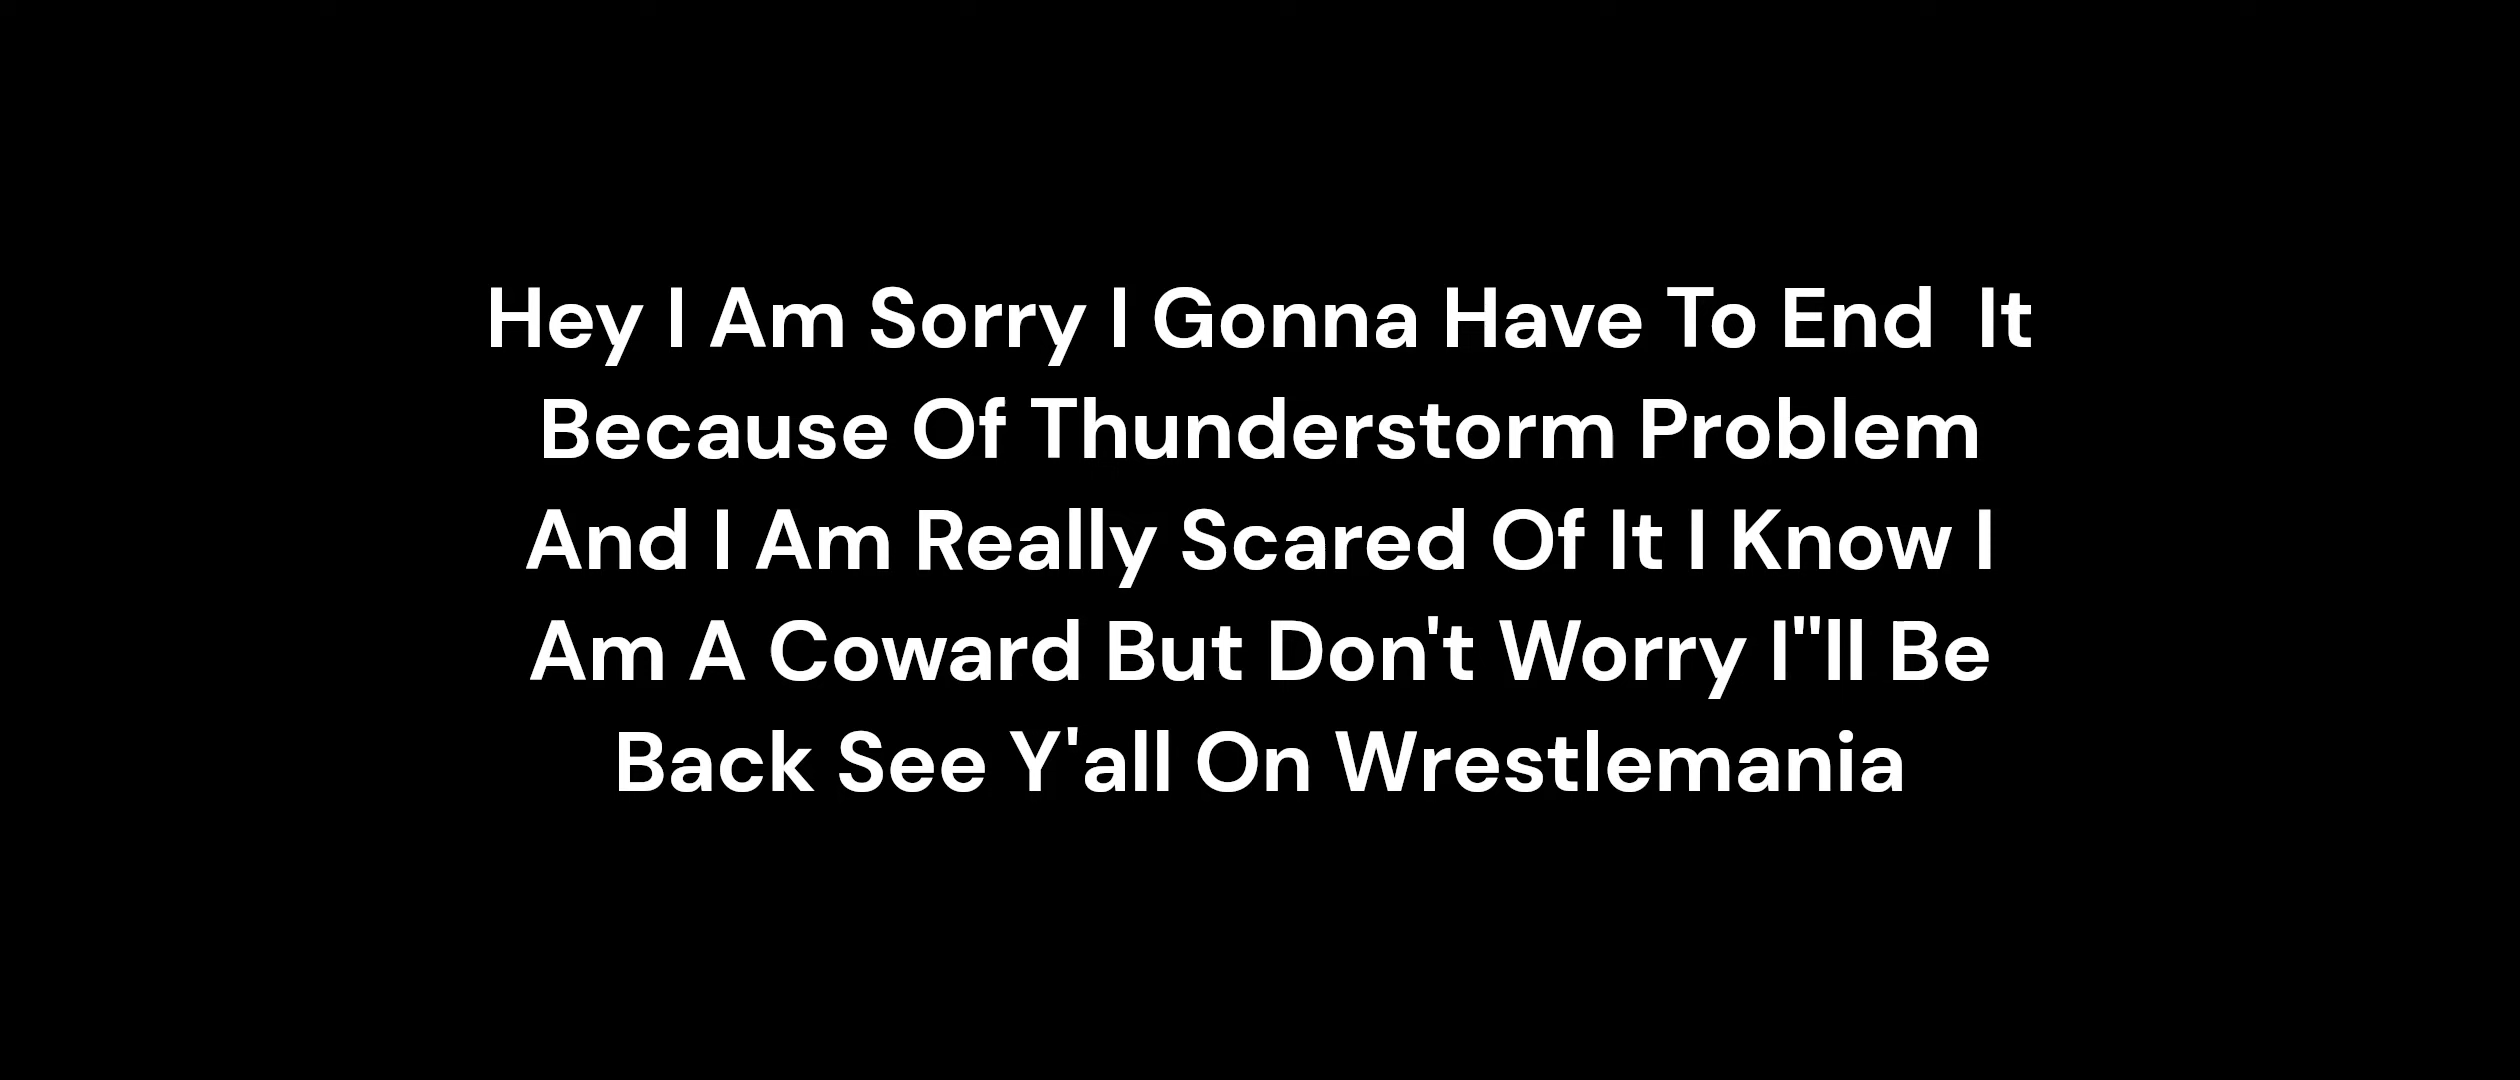 Hey I Am Sorry I Gonna Have To End  It
Because Of Thunderstorm Problem
And I Am Really Scared Of It I Know I
Am A Coward But Don't Worry I"ll Be
Back See Y'all On Wrestlemania